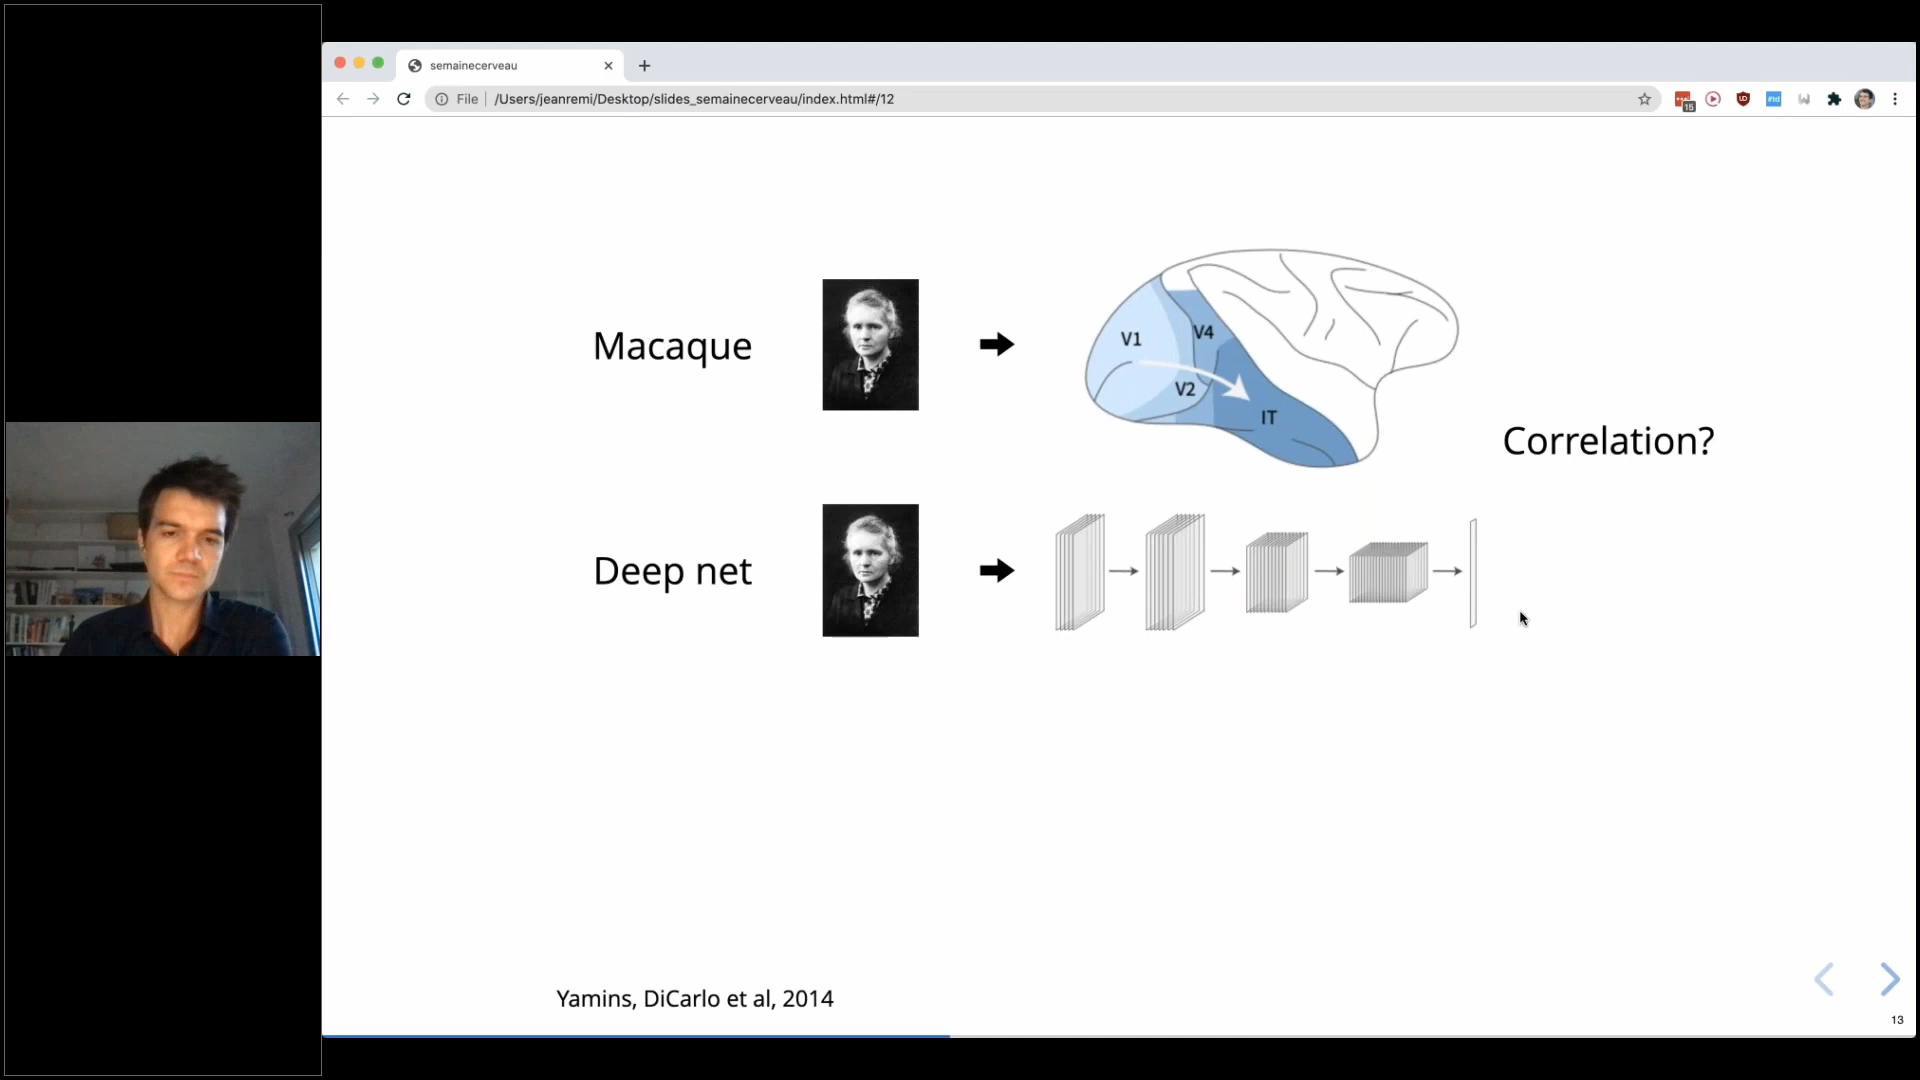 semainecerveau
File
/Users/jeanremi/Desktop/slides_semainecerveau/index.html#/12
15
Macaque
V1
V4
V2
IT
Correlation?
Deep net
Yamins, DiCarlo et al, 2014
13